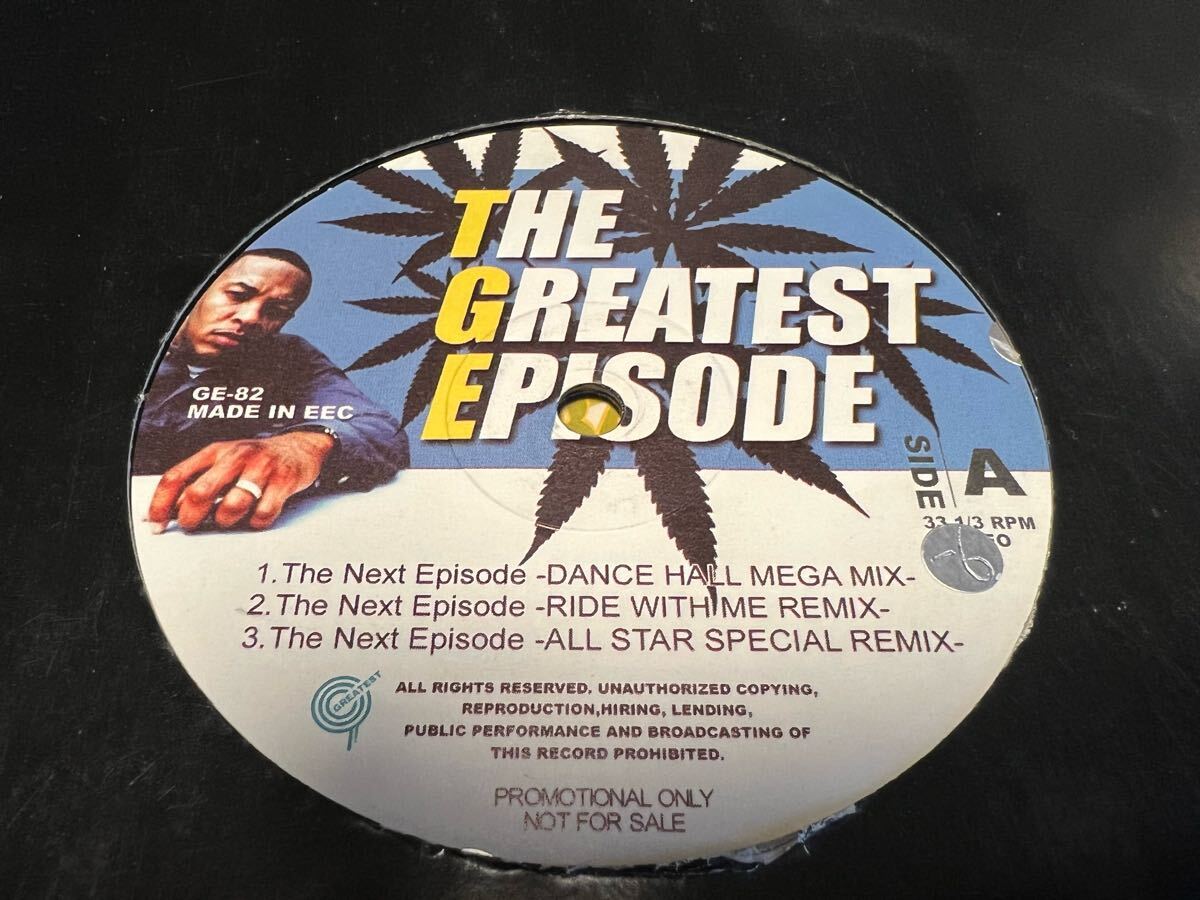 THE
GREATEST
EPISODE
GE-82
MADE IN EEC
SIDE A
33 1/3 RPM
1.The Next Episode -DANCE HALL MEGA MIX-
2.The Next Episode -RIDE WITH ME REMIX-
3.The Next Episode -ALL STAR SPECIAL REMIX-
GREATEST
ALL RIGHTS RESERVED. UNAUTHORIZED COPYING,
REPRODUCTION,HIRING, LENDING,
PUBLIC PERFORMANCE AND BROADCASTING OF
THIS RECORD PROHIBITED.
PROMOTIONAL ONLY
NOT FOR SALE